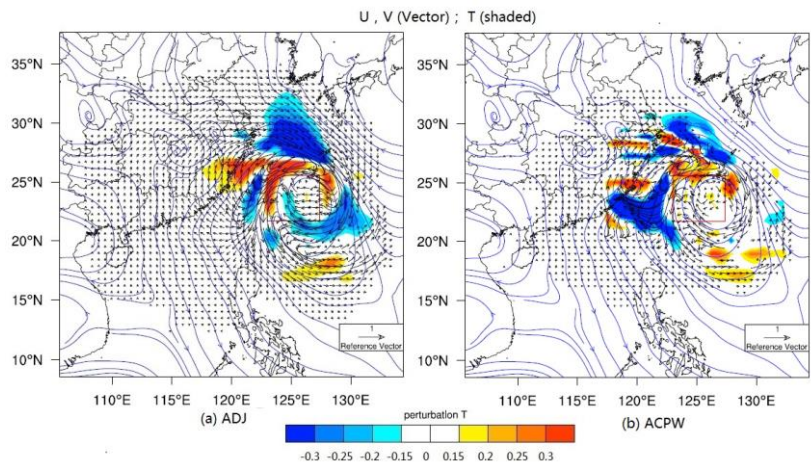 U , V (Vector) ; T (shaded)
35°N
30°N
25°N
20°N
15°N
10°N
110°E 115°E 120°E 125°E 130°E
1
Reference Vector
(a) ADJ
35°N
30°N
25°N
20°N
15°N
10°N
110°E 115°E 120°E 125°E 130°E
1
Reference Vector
(b) ACPW
perturbation T
-0.3 -0.25 -0.2 -0.15 0 0.15 0.2 0.25 0.3